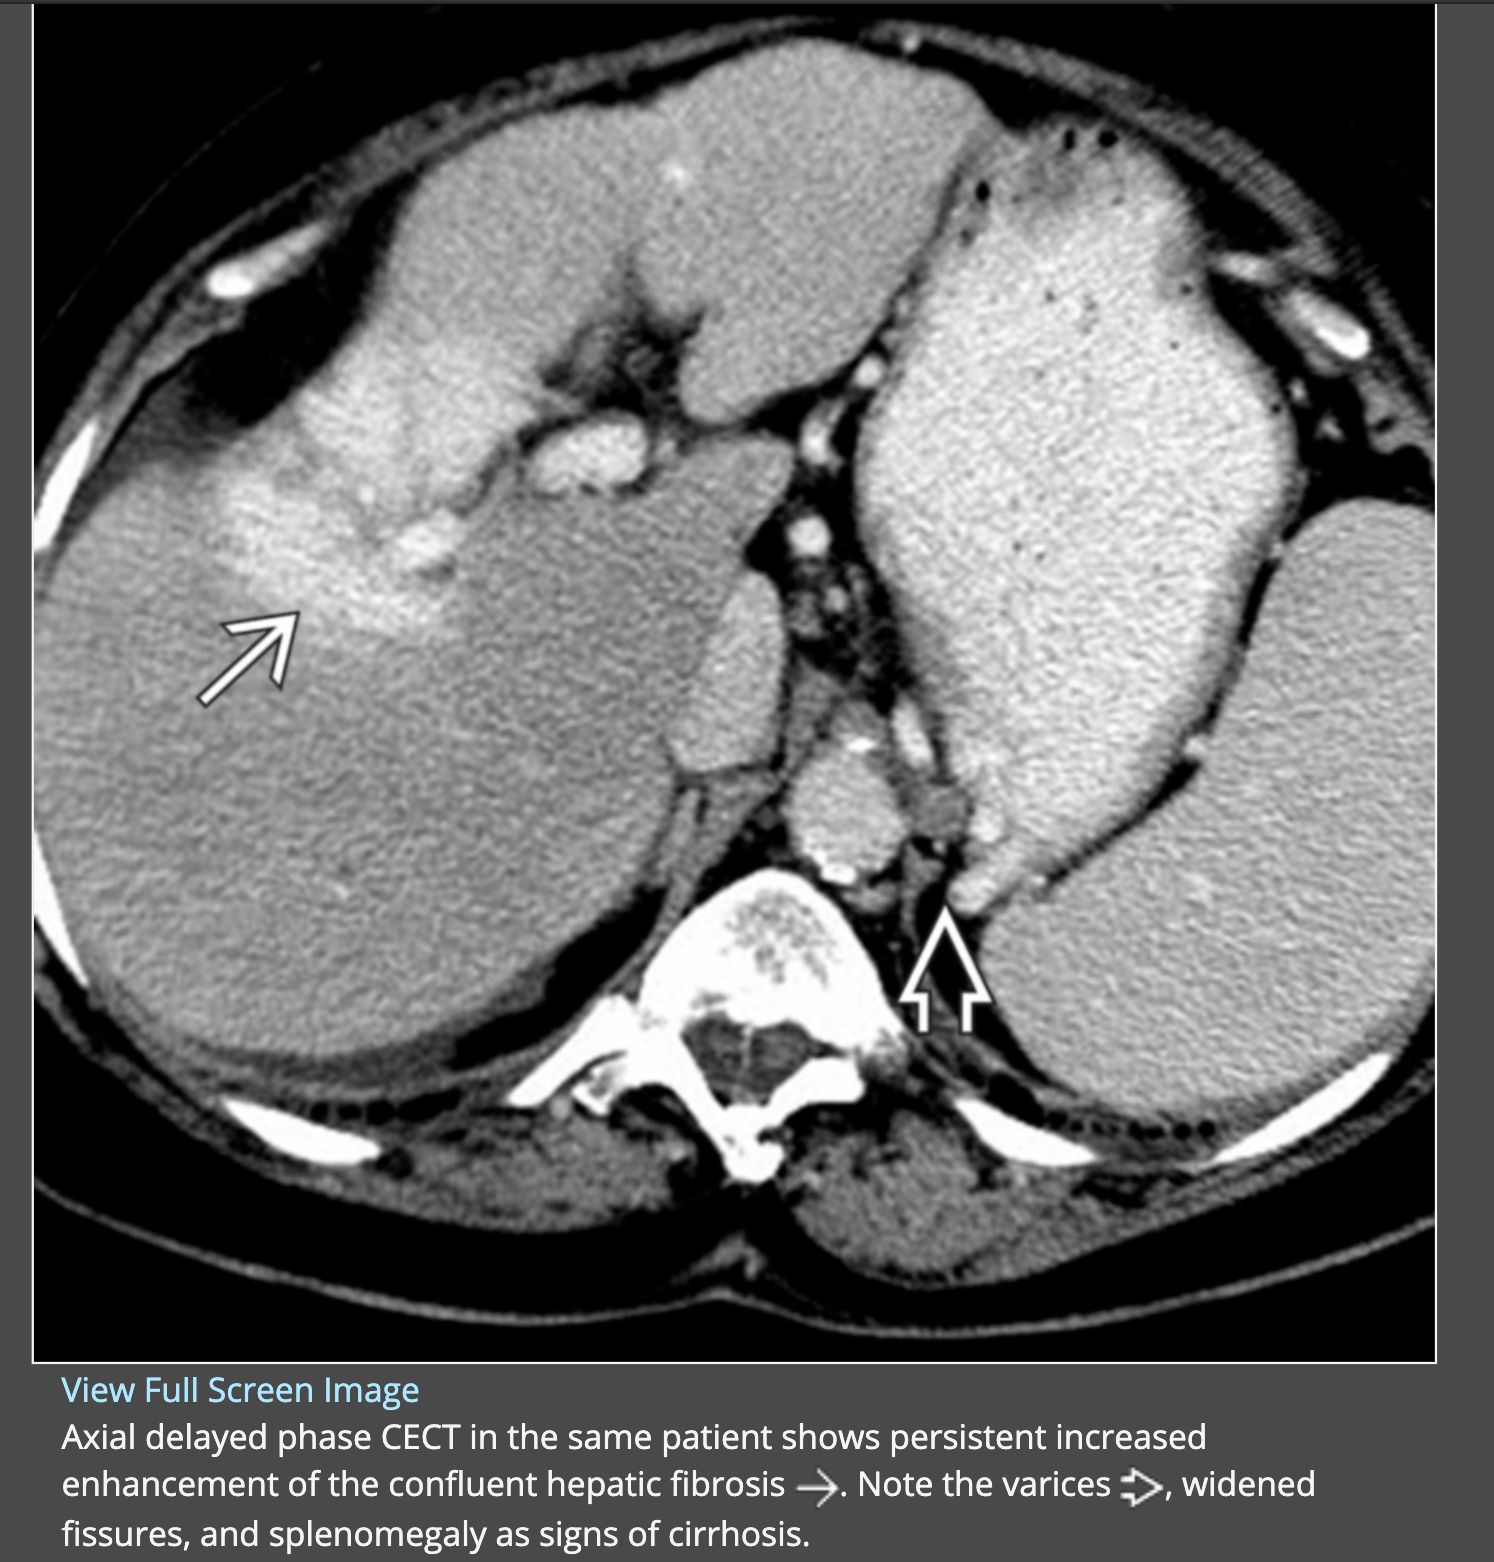 View Full Screen Image
Axial delayed phase CECT in the same patient shows persistent increased
enhancement of the confluent hepatic fibrosis →. Note the varices ⇨, widened
fissures, and splenomegaly as signs of cirrhosis.